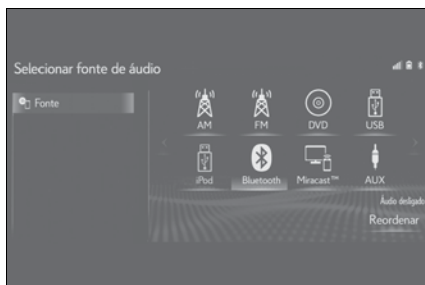 Selecionar fonte de áudio
Fonte
AM FM DVD USB
iPod Bluetooth Miracast™ AUX
Áudio desligado
Reordenar